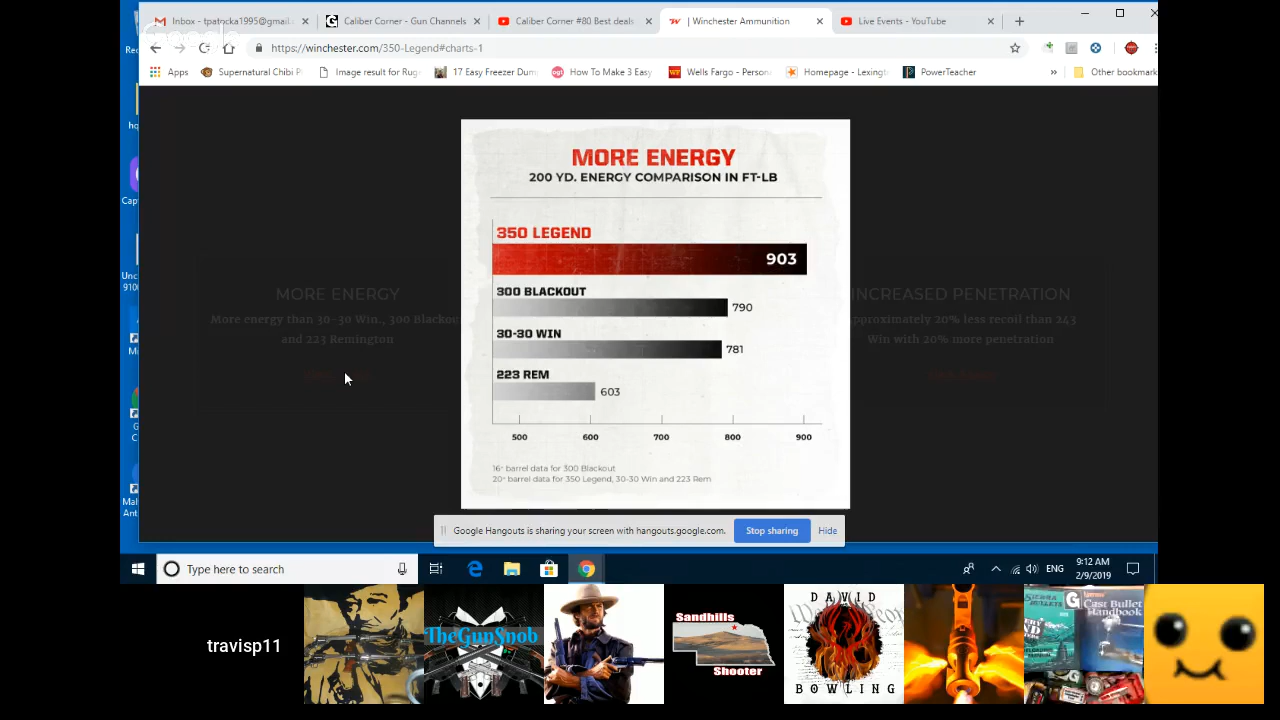 Inbox - tpatycka1995@gmail.
Caliber Corner - Gun Channels
Caliber Corner #80 Best deals
| Winchester Ammunition
Live Events - YouTube
https://winchester.com/350-Legend#charts-1
Apps
Supernatural Chibi P
Image result for Rug
17 Easy Freezer Dum
How To Make 3 Easy
Wells Fargo - Person
Homepage - Lexingt
PowerTeacher
»
Other bookmark
MORE ENERGY
200 YD. ENERGY COMPARISON IN FT-LB
350 LEGEND
903
300 BLACKOUT
790
30-30 WIN
781
223 REM
603
500 600 700 800 900
16" barrel data for 300 Blackout
20" barrel data for 350 Legend, 30-30 Win and 223 Rem
MORE ENERGY
More energy than 30-30 Win., 300 Blackou
and 223 Remington
INCREASED PENETRATION
pproximately 20% less recoil than 243
Win with 20% more penetration
Google Hangouts is sharing your screen with hangouts.google.com.
Stop sharing
Hide
Type here to search
ENG
9:12 AM
2/9/2019
travisp11
TheGunSnob
Sandhills
Shooter
DAVID
BOWLING
Cast Bullet
Handbook